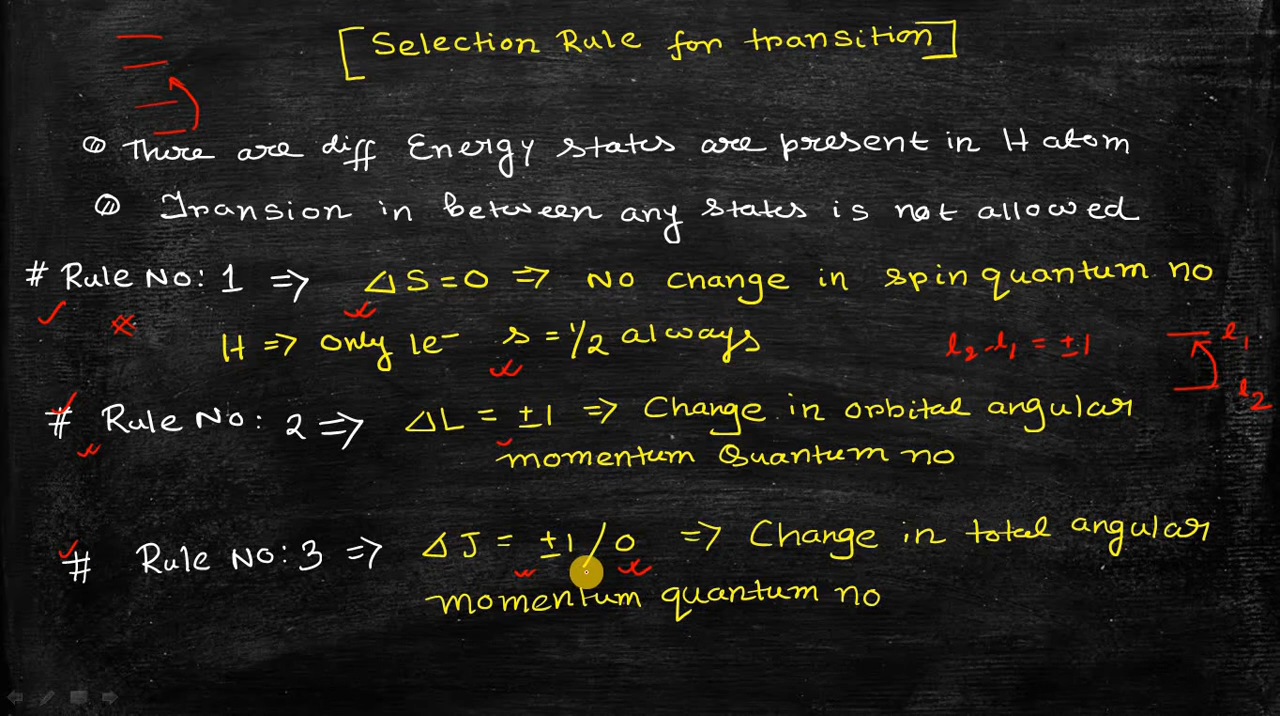 [Selection Rule for transition]
There are diff Energy states are present in H atom
Transion in between any states is not allowed
# Rule No: 1 => ΔS = 0 => No change in spin quantum no
H => only 1e⁻ s = 1/2 always
l₂ - l₁ = ±1
l₁
l₂
# Rule No: 2 => ΔL = ±1 => Change in orbital angular
momentum Quantum no
# Rule No: 3 => ΔJ = ±1/0 => Change in total angular
momentum quantum no